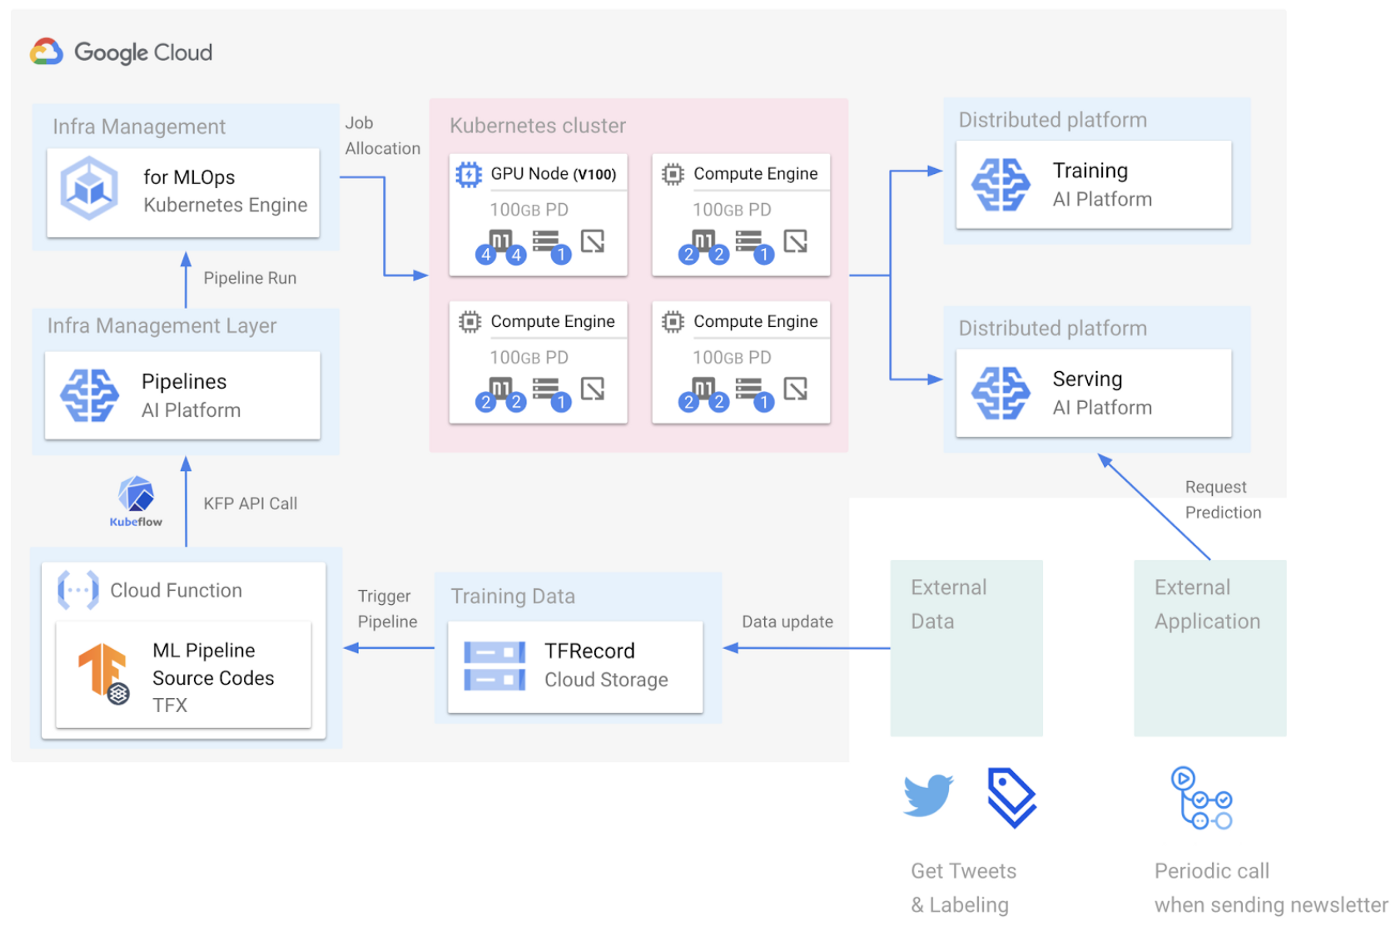 Google Cloud
Infra Management
for MLOps
Kubernetes Engine
Job
Allocation
Kubernetes cluster
GPU Node (V100)
100GB PD
4 4 1
Compute Engine
100GB PD
2 2 1
Compute Engine
100GB PD
2 2 1
Compute Engine
100GB PD
2 2 1
Distributed platform
Training
AI Platform
Pipeline Run
Infra Management Layer
Pipelines
AI Platform
Distributed platform
Serving
AI Platform
Kubeflow
KFP API Call
Request
Prediction
Cloud Function
ML Pipeline
Source Codes
TFX
Trigger
Pipeline
Training Data
TFRecord
Cloud Storage
Data update
External
Data
External
Application
Get Tweets
& Labeling
Periodic call
when sending newsletter